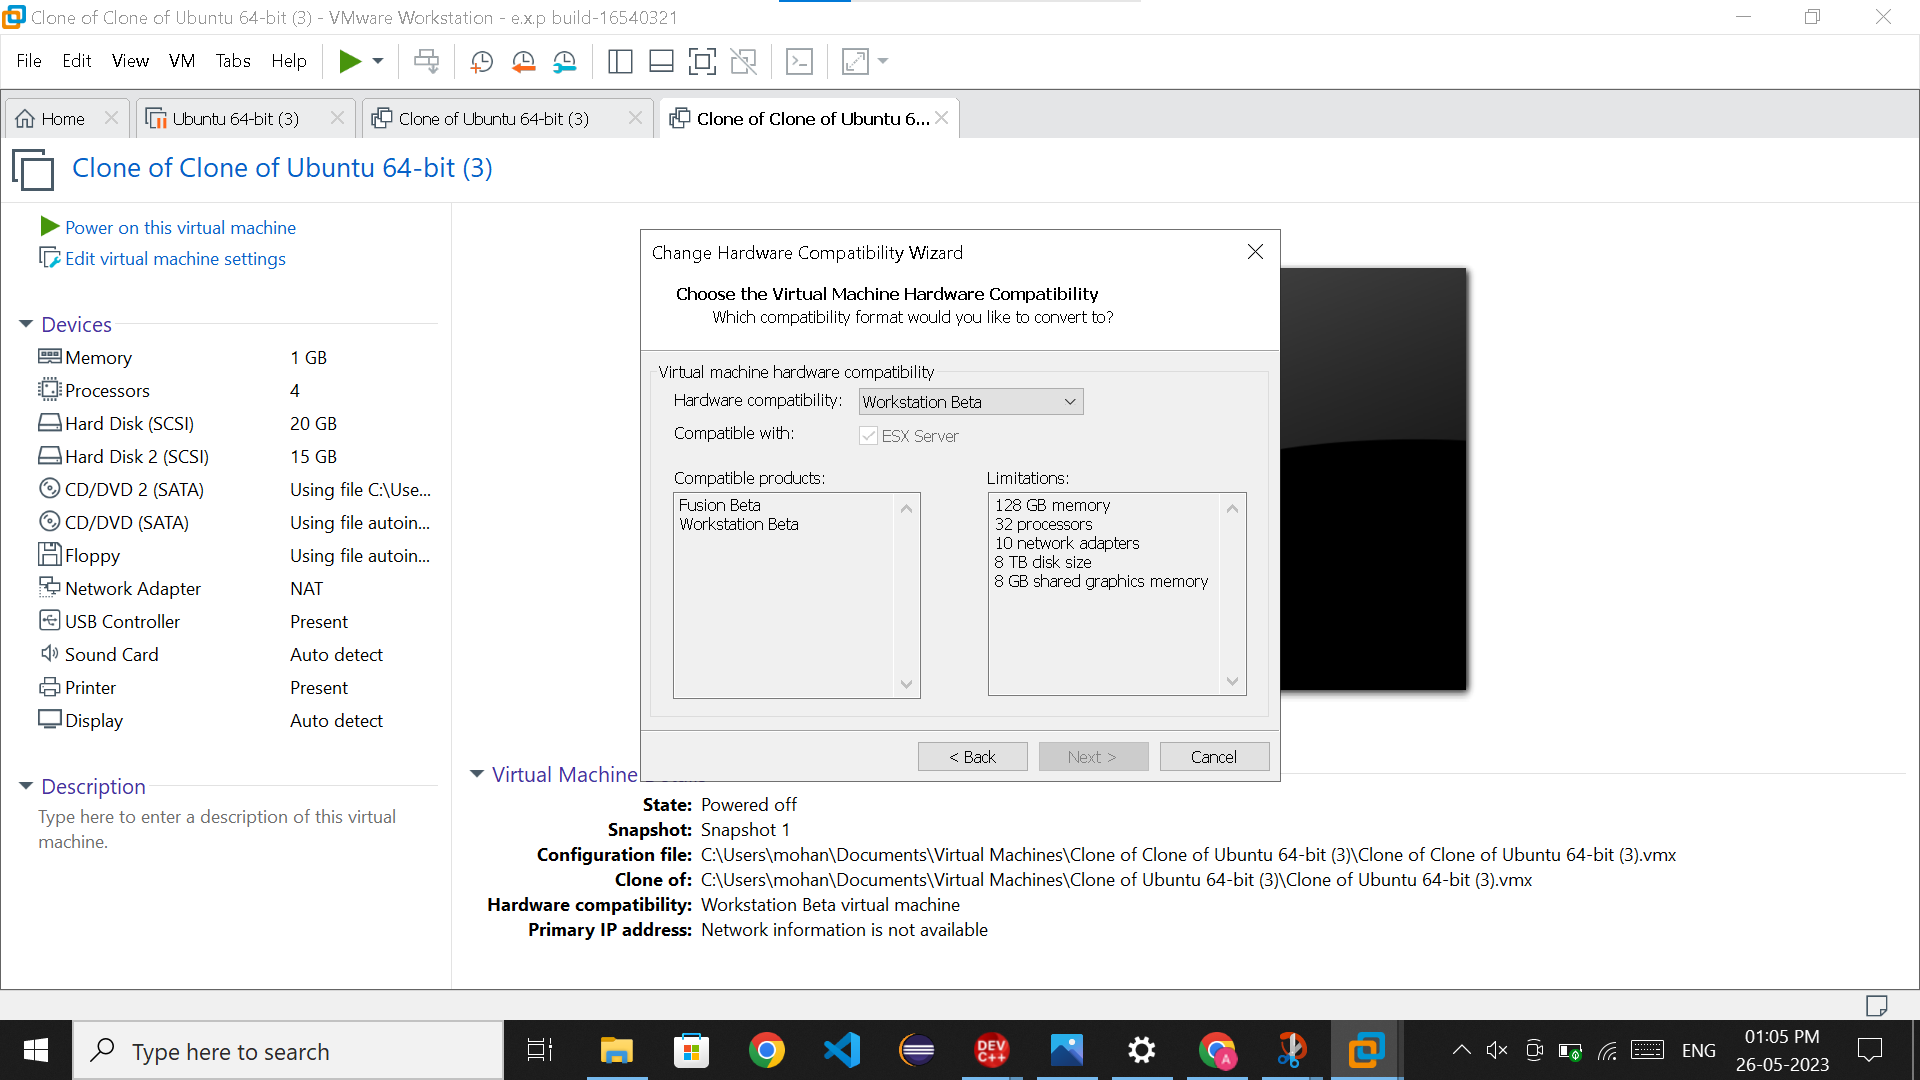 Clone of Clone of Ubuntu 64-bit (3) - VMware Workstation - e.x.p build-16540321
File Edit View VM Tabs Help
Home
Ubuntu 64-bit (3)
Clone of Ubuntu 64-bit (3)
Clone of Clone of Ubuntu 6...
Clone of Clone of Ubuntu 64-bit (3)
Power on this virtual machine
Edit virtual machine settings
Devices
Memory 1 GB
Processors 4
Hard Disk (SCSI) 20 GB
Hard Disk 2 (SCSI) 15 GB
CD/DVD 2 (SATA) Using file C:\Use...
CD/DVD (SATA) Using file autoin...
Floppy Using file autoin...
Network Adapter NAT
USB Controller Present
Sound Card Auto detect
Printer Present
Display Auto detect
Description
Type here to enter a description of this virtual
machine.
Change Hardware Compatibility Wizard
Choose the Virtual Machine Hardware Compatibility
Which compatibility format would you like to convert to?
Virtual machine hardware compatibility
Hardware compatibility: Workstation Beta
Compatible with: ESX Server
Compatible products:
Fusion Beta
Workstation Beta
Limitations:
128 GB memory
32 processors
10 network adapters
8 TB disk size
8 GB shared graphics memory
< Back Next > Cancel
Virtual Machine
State: Powered off
Snapshot: Snapshot 1
Configuration file: C:\Users\mohan\Documents\Virtual Machines\Clone of Clone of Ubuntu 64-bit (3)\Clone of Clone of Ubuntu 64-bit (3).vmx
Clone of: C:\Users\mohan\Documents\Virtual Machines\Clone of Ubuntu 64-bit (3)\Clone of Ubuntu 64-bit (3).vmx
Hardware compatibility: Workstation Beta virtual machine
Primary IP address: Network information is not available
Type here to search
DEV
C++
A
ENG
01:05 PM
26-05-2023